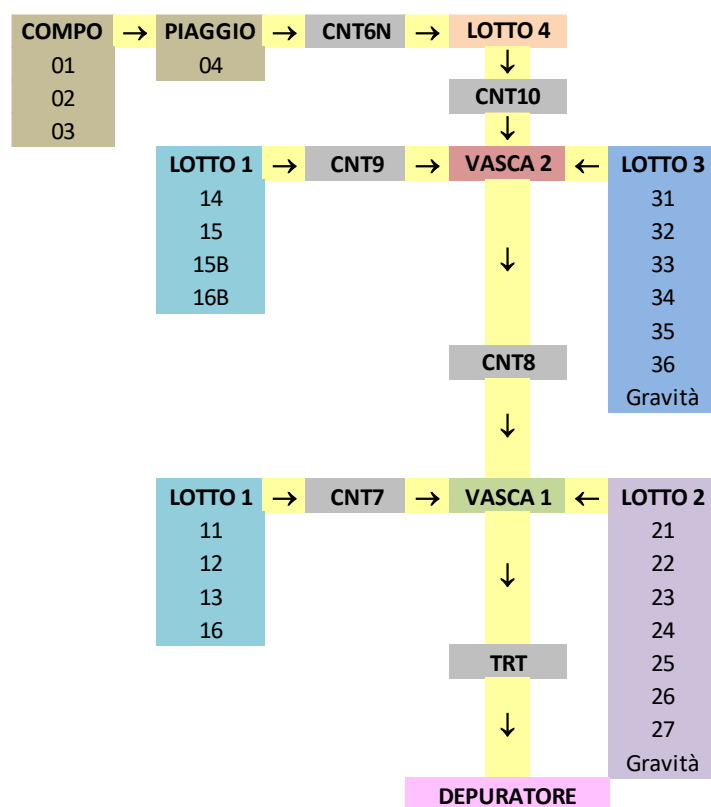 COMPO → PIAGGIO → CNT6N → LOTTO 4
01 04 ↓
02 CNT10
03 ↓
LOTTO 1 → CNT9 → VASCA 2 ← LOTTO 3
14 31
15 32
15B ↓ 33
16B 34
35
CNT8 36
Gravità
↓
LOTTO 1 → CNT7 → VASCA 1 ← LOTTO 2
11 21
12 22
13 ↓ 23
16 24
TRT 25
26
↓ 27
Gravità
DEPURATORE